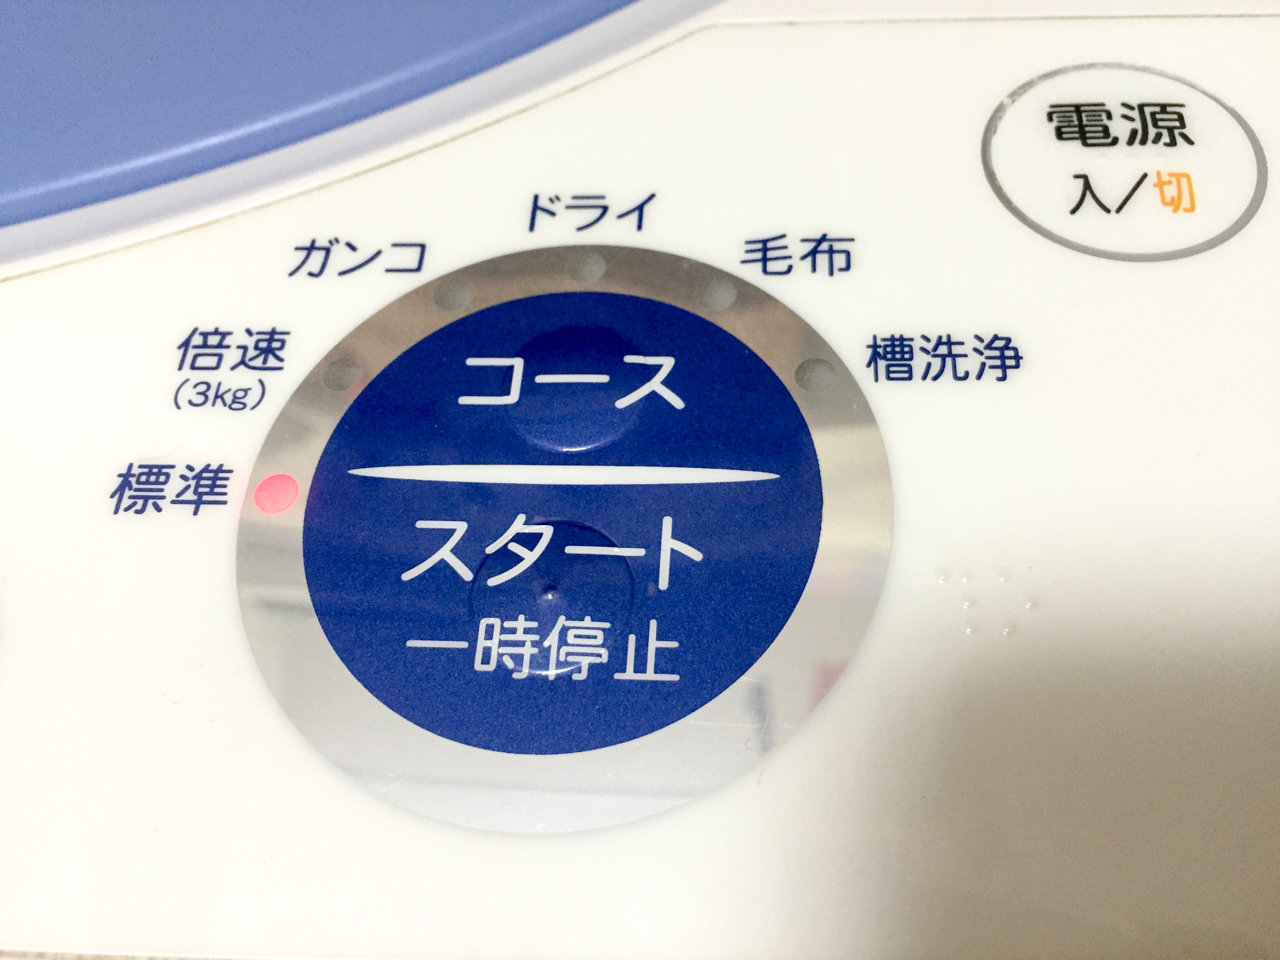 電源
入/切
ドライ
ガンコ
毛布
倍速
(3kg)
槽洗浄
標準
コース
スタート
一時停止